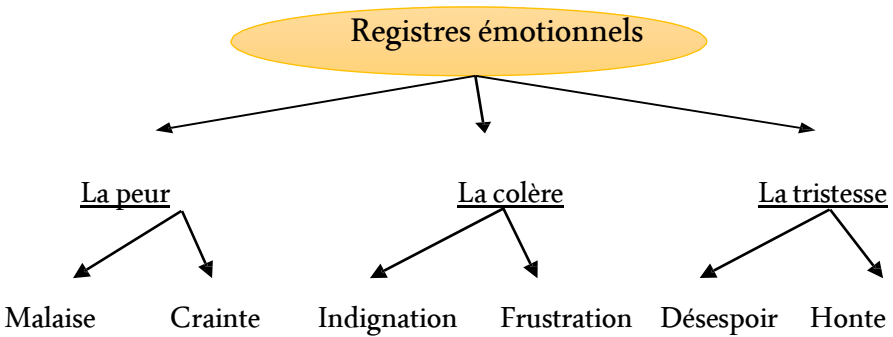 Registres émotionnels
La peur La colère La tristesse
Malaise Crainte Indignation Frustration Désespoir Honte